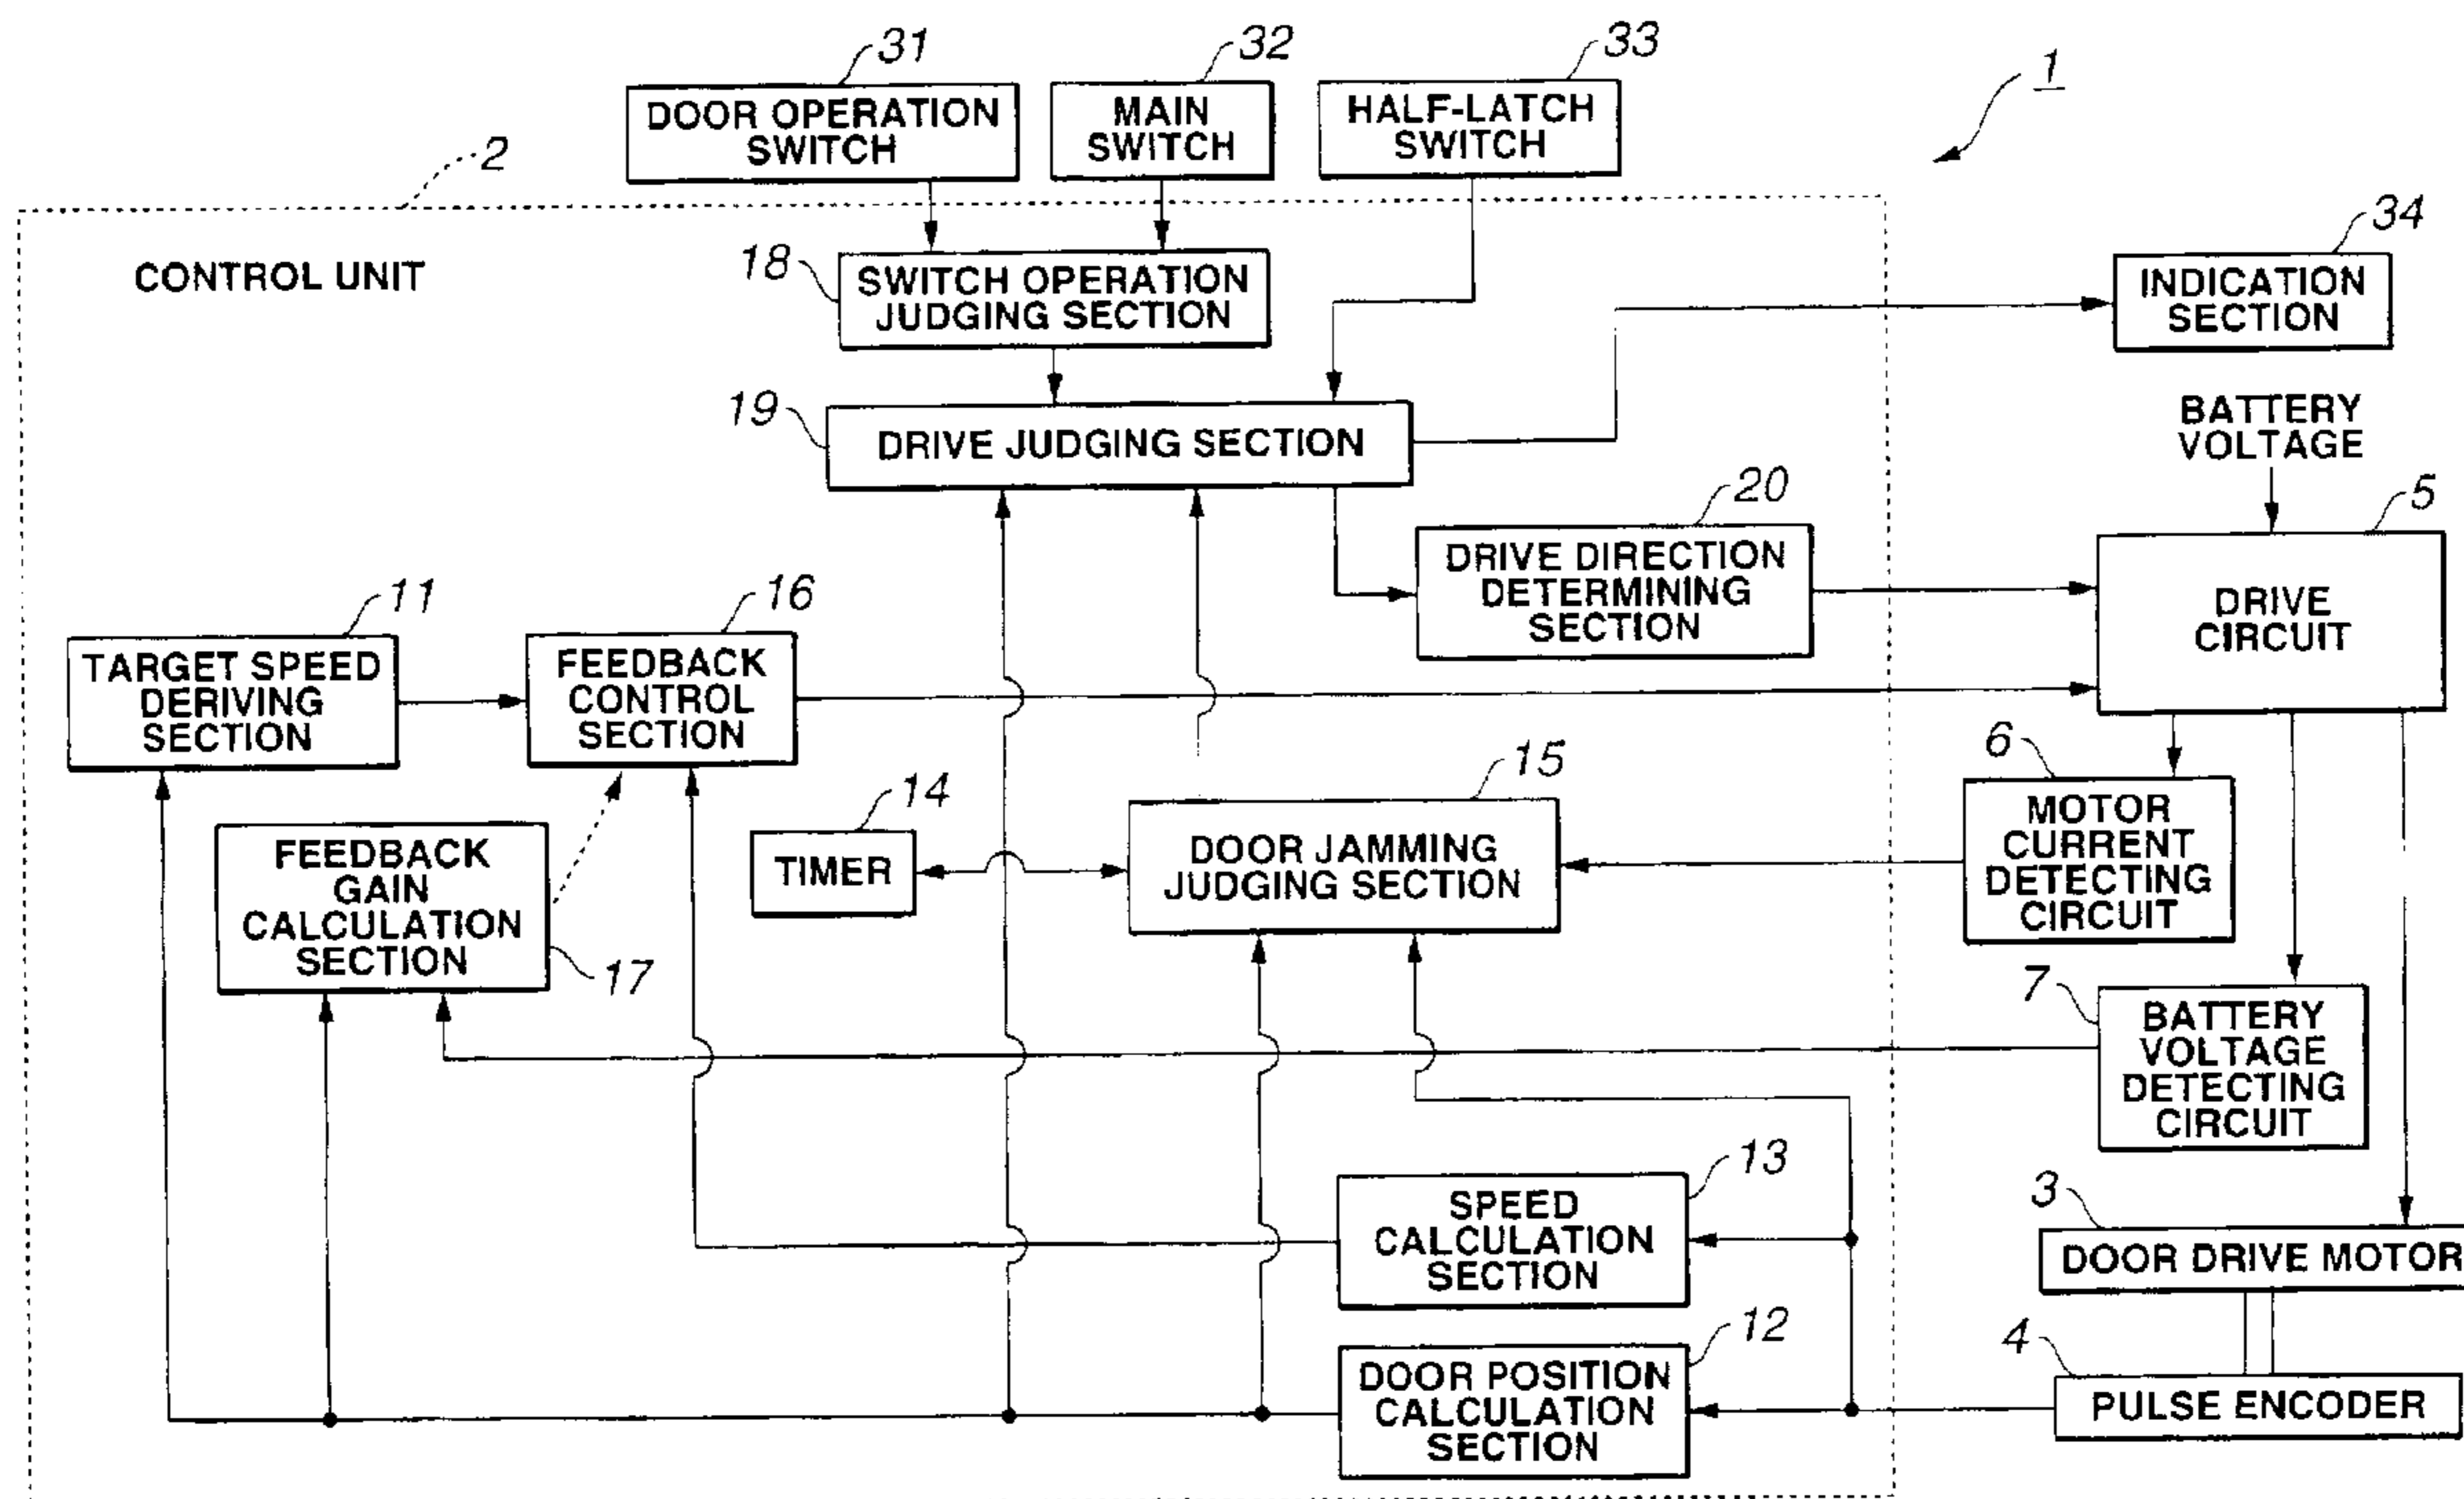 31
32
33
1
DOOR OPERATION
SWITCH
MAIN
SWITCH
HALF-LATCH
SWITCH
2
34
CONTROL UNIT
18
SWITCH OPERATION
JUDGING SECTION
INDICATION
SECTION
19
DRIVE JUDGING SECTION
BATTERY
VOLTAGE
20
5
DRIVE DIRECTION
DETERMINING
SECTION
DRIVE
CIRCUIT
11
16
TARGET SPEED
DERIVING
SECTION
FEEDBACK
CONTROL
SECTION
6
14
15
FEEDBACK
GAIN
CALCULATION
SECTION
17
TIMER
DOOR JAMMING
JUDGING SECTION
MOTOR
CURRENT
DETECTING
CIRCUIT
7
BATTERY
VOLTAGE
DETECTING
CIRCUIT
13
SPEED
CALCULATION
SECTION
3
DOOR DRIVE MOTOR
12
DOOR POSITION
CALCULATION
SECTION
4
PULSE ENCODER